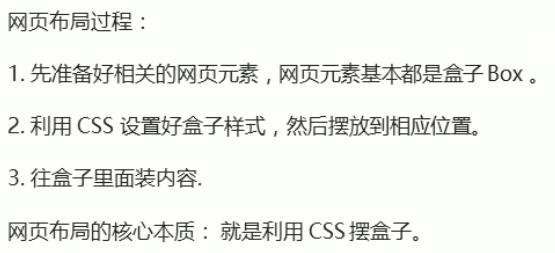 网页布局过程：
1. 先准备好相关的网页元素，网页元素基本都是盒子 Box 。
2. 利用 CSS 设置好盒子样式，然后摆放到相应位置。
3. 往盒子里面装内容.
网页布局的核心本质： 就是利用 CSS 摆盒子。